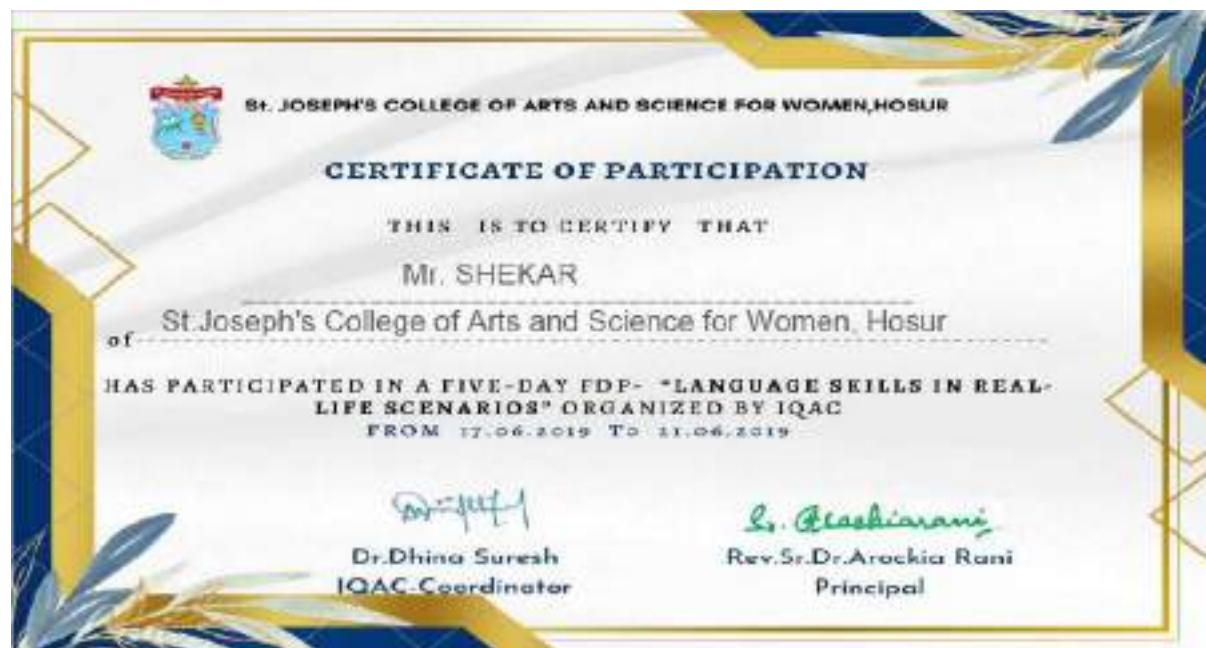 St. JOSEPH'S COLLEGE OF ARTS AND SCIENCE FOR WOMEN,HOSUR
CERTIFICATE OF PARTICIPATION
THIS IS TO CERTIFY THAT
Mr. SHEKAR
of St.Joseph's College of Arts and Science for Women, Hosur
HAS PARTICIPATED IN A FIVE-DAY FDP- "LANGUAGE SKILLS IN REAL-
LIFE SCENARIOS" ORGANIZED BY IQAC
FROM 17.06.2019 TO 21.06.2019
Dr.Dhina Suresh
Rev.Sr.Dr.Arockia Rani
IQAC-Coordinator
Principal